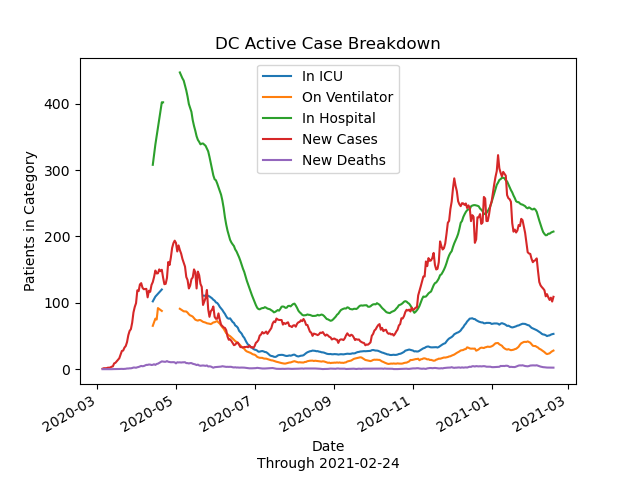 DC Active Case Breakdown
In ICU
On Ventilator
In Hospital
New Cases
New Deaths
Patients in Category
400
300
200
100
0
2020-03
2020-05
2020-07
2020-09
2020-11
2021-01
2021-03
Date
Through 2021-02-24